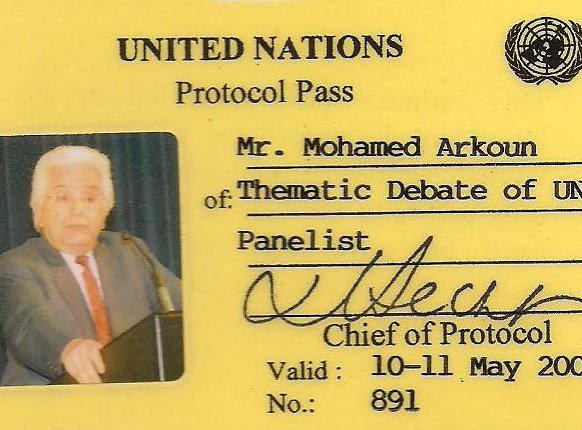 UNITED NATIONS
Protocol Pass
Mr. Mohamed Arkoun
of: Thematic Debate of UN
Panelist
Chief of Protocol
Valid : 10-11 May 200
No.: 891